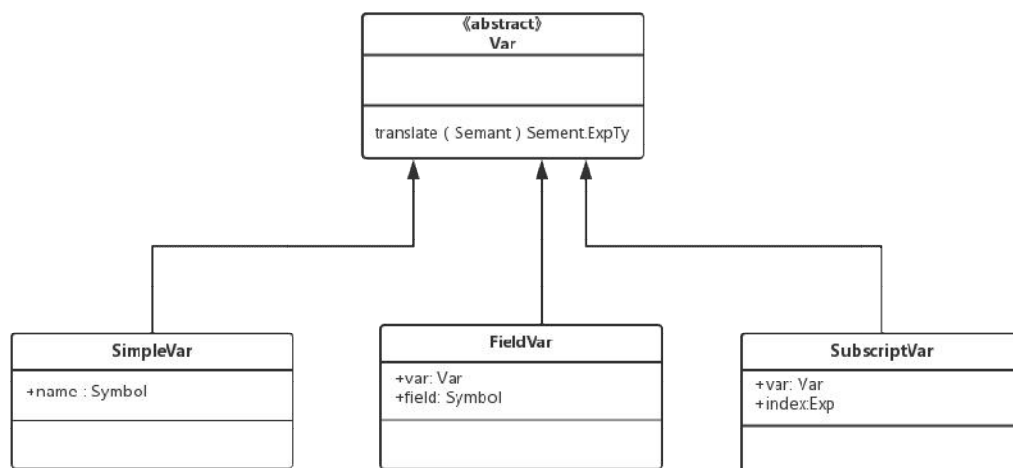 《abstract》
Var
translate ( Semant ) Sement.ExpTy
SimpleVar
+name : Symbol
FieldVar
+var: Var
+field: Symbol
SubscriptVar
+var: Var
+index:Exp